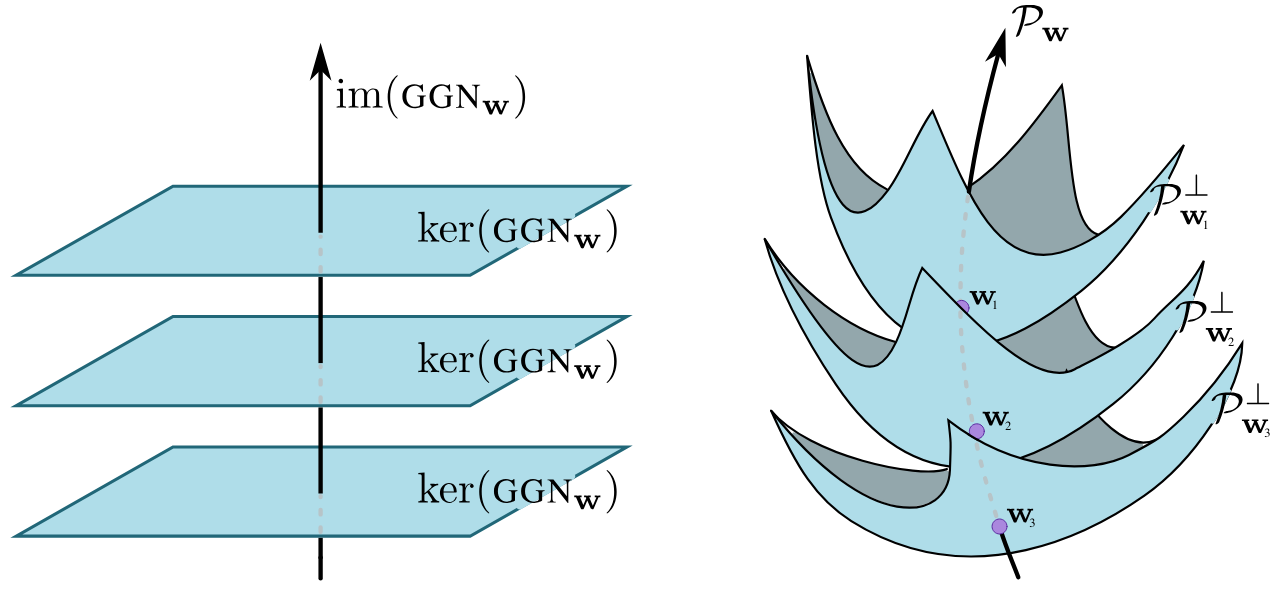 im(GGN_w)
ker(GGN_w)
ker(GGN_w)
ker(GGN_w)
𝒫_w
𝒫^⊥_w₁
w₁
𝒫^⊥_w₂
w₂
𝒫^⊥_w₃
w₃